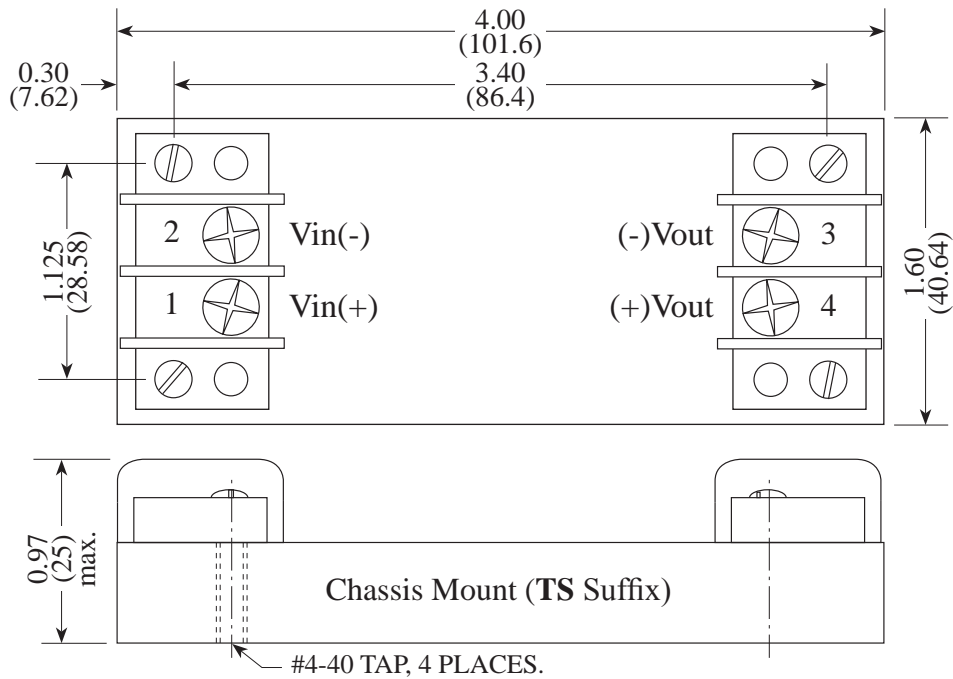 4.00
(101.6)
0.30
(7.62)
3.40
(86.4)
1.125
(28.58)
2 Vin(-) (-)Vout 3
1 Vin(+) (+)Vout 4
1.60
(40.64)
0.97
(25)
max.
Chassis Mount (TS Suffix)
#4-40 TAP, 4 PLACES.